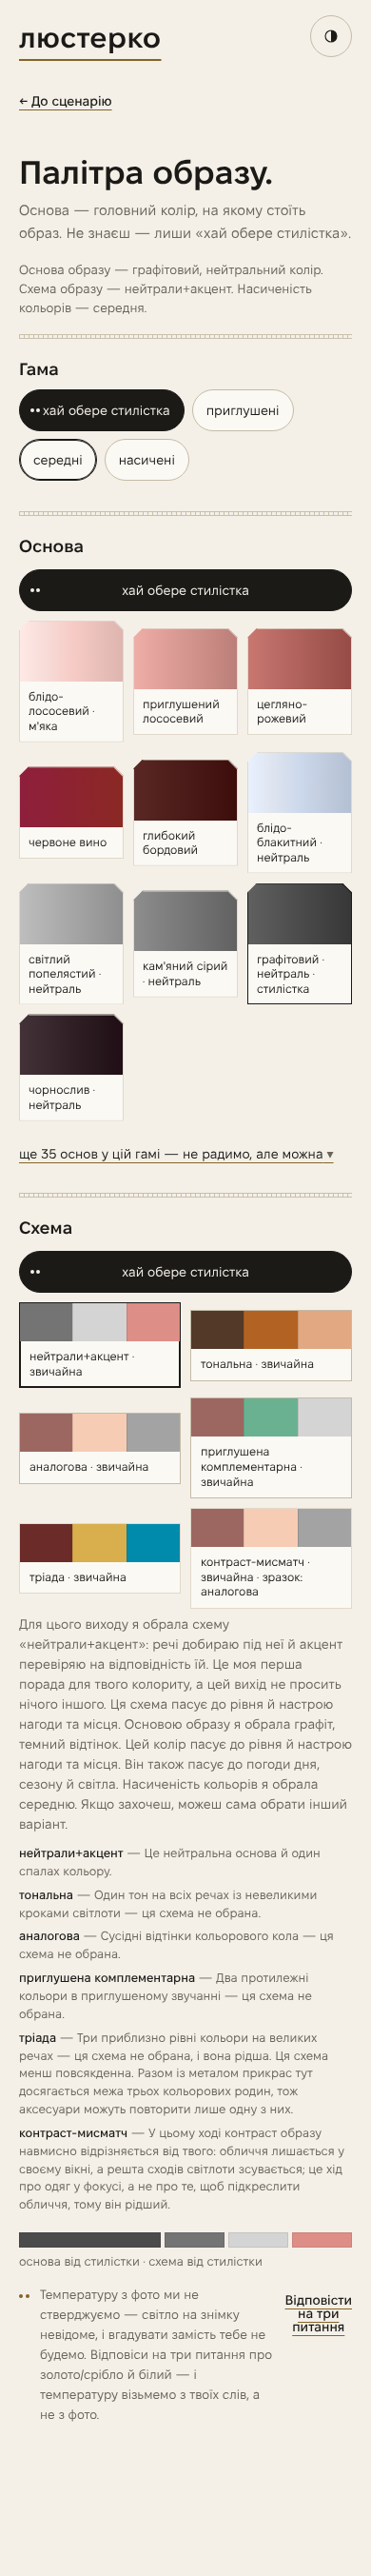 люстерко
← До сценарію
Палітра образу.
Основа — головний колір, на якому стоїть
образ. Не знаєш — лиши «хай обере стилістка».
Основа образу — графітовий, нейтральний колір.
Схема образу — нейтрали+акцент. Насиченість
кольорів — середня.
Гама
хай обере стилістка
приглушені
середні
насичені
Основа
хай обере стилістка
блідо-
лососевий ·
м'яка
приглушений
лососевий
цегляно-
рожевий
червоне вино
глибокий
бордовий
блідо-
блакитний ·
нейтраль
світлий
попелястий ·
нейтраль
кам'яний сірий
· нейтраль
графітовий ·
нейтраль ·
стилістка
чорнослив ·
нейтраль
ще 35 основ у цій гамі — не радимо, але можна ▾
Схема
хай обере стилістка
нейтрали+акцент ·
звичайна
тональна · звичайна
аналогова · звичайна
приглушена
комплементарна ·
звичайна
тріада · звичайна
контраст-мисматч ·
звичайна · зразок:
аналогова
Для цього виходу я обрала схему
«нейтрали+акцент»: речі добираю під неї й акцент
перевіряю на відповідність їй. Це моя перша
порада для твого колориту, а цей вихід не просить
нічого іншого. Ця схема пасує до рівня й настрою
нагоди та місця. Основою образу я обрала графіт,
темний відтінок. Цей колір пасує до рівня й настрою
нагоди та місця. Він також пасує до погоди дня,
сезону й світла. Насиченість кольорів я обрала
середню. Якщо захочеш, можеш сама обрати інший
варіант.
нейтрали+акцент — Це нейтральна основа й один
спалах кольору.
тональна — Один тон на всіх речах із невеликими
кроками світлоти — ця схема не обрана.
аналогова — Сусідні відтінки кольорового кола — ця
схема не обрана.
приглушена комплементарна — Два протилежні
кольори в приглушеному звучанні — ця схема не
обрана.
тріада — Три приблизно рівні кольори на великих
речах — ця схема не обрана, і вона рідша. Ця схема
менш повсякденна. Разом із металом прикрас тут
досягається межа трьох кольорових родин, тож
аксесуари можуть повторити лише одну з них.
контраст-мисматч — У цьому ході контраст образу
навмисно відрізняється від твого: обличчя лишається у
своєму вікні, а решта сходів світлоти зсувається; це хід
про одяг у фокусі, а не про те, щоб підкреслити
обличчя, тому він рідший.
основа від стилістки · схема від стилістки
Температуру з фото ми не
стверджуємо — світло на знімку
невідоме, і вгадувати замість тебе не
будемо. Відповіси на три питання про
золото/срібло й білий — і
температуру візьмемо з твоїх слів, а
не з фото.
Відповісти
на три
питання